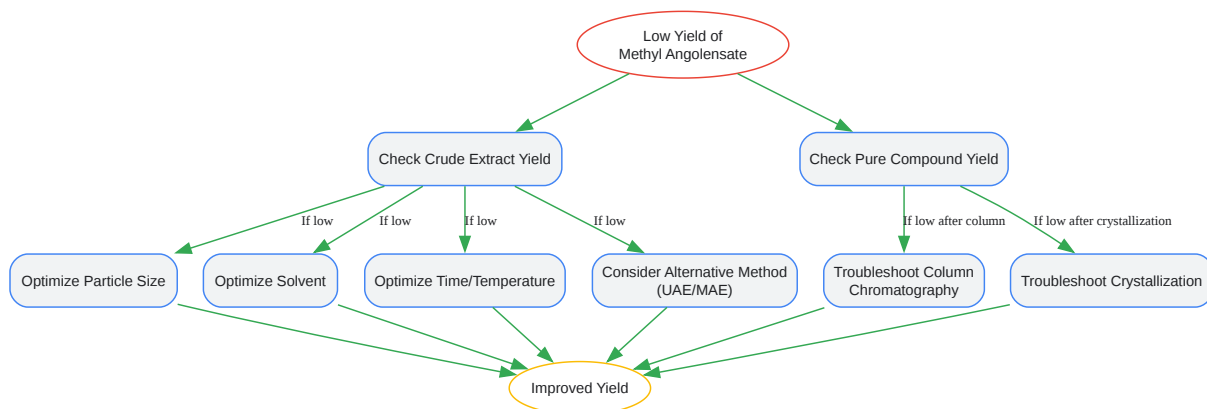 Low Yield of
Methyl Angolensate
Check Crude Extract Yield
Check Pure Compound Yield
If low
If low
If low
If low
If low after column
If low after crystallization
Optimize Particle Size
Optimize Solvent
Optimize Time/Temperature
Consider Alternative Method
(UAE/MAE)
Troubleshoot Column
Chromatography
Troubleshoot Crystallization
Improved Yield